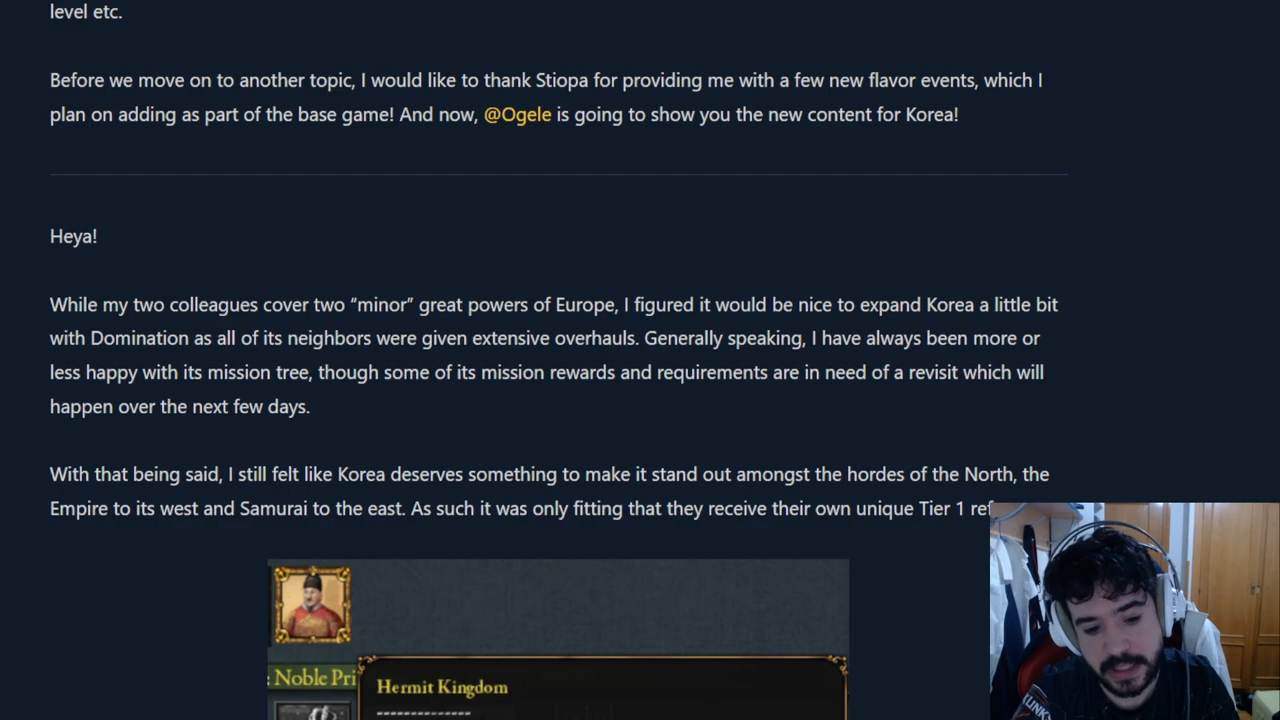 level etc.
Before we move on to another topic, I would like to thank Stiopa for providing me with a few new flavor events, which I
plan on adding as part of the base game! And now, @Ogele is going to show you the new content for Korea!
Heya!
While my two colleagues cover two “minor” great powers of Europe, I figured it would be nice to expand Korea a little bit
with Domination as all of its neighbors were given extensive overhauls. Generally speaking, I have always been more or
less happy with its mission tree, though some of its mission rewards and requirements are in need of a revisit which will
happen over the next few days.
With that being said, I still felt like Korea deserves something to make it stand out amongst the hordes of the North, the
Empire to its west and Samurai to the east. As such it was only fitting that they receive their own unique Tier 1
Noble Pri
Hermit Kingdom